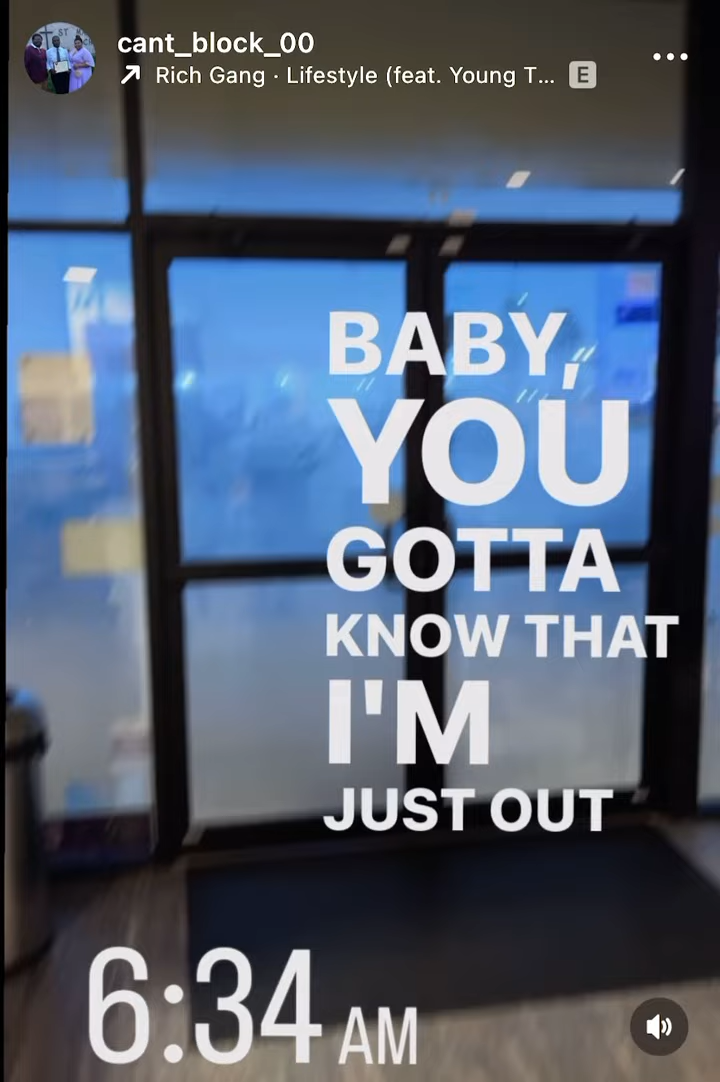 cant_block_00
Rich Gang · Lifestyle (feat. Young T... E
BABY,
YOU
GOTTA
KNOW THAT
I'M
JUST OUT
6:34 AM